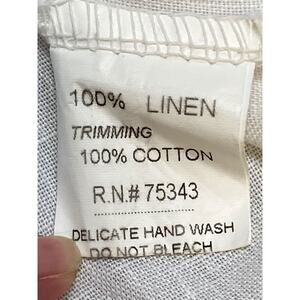 100% LINEN
TRIMMING
100% COTTON
R.N.# 75343
DELICATE HAND WASH
DO NOT BLEACH